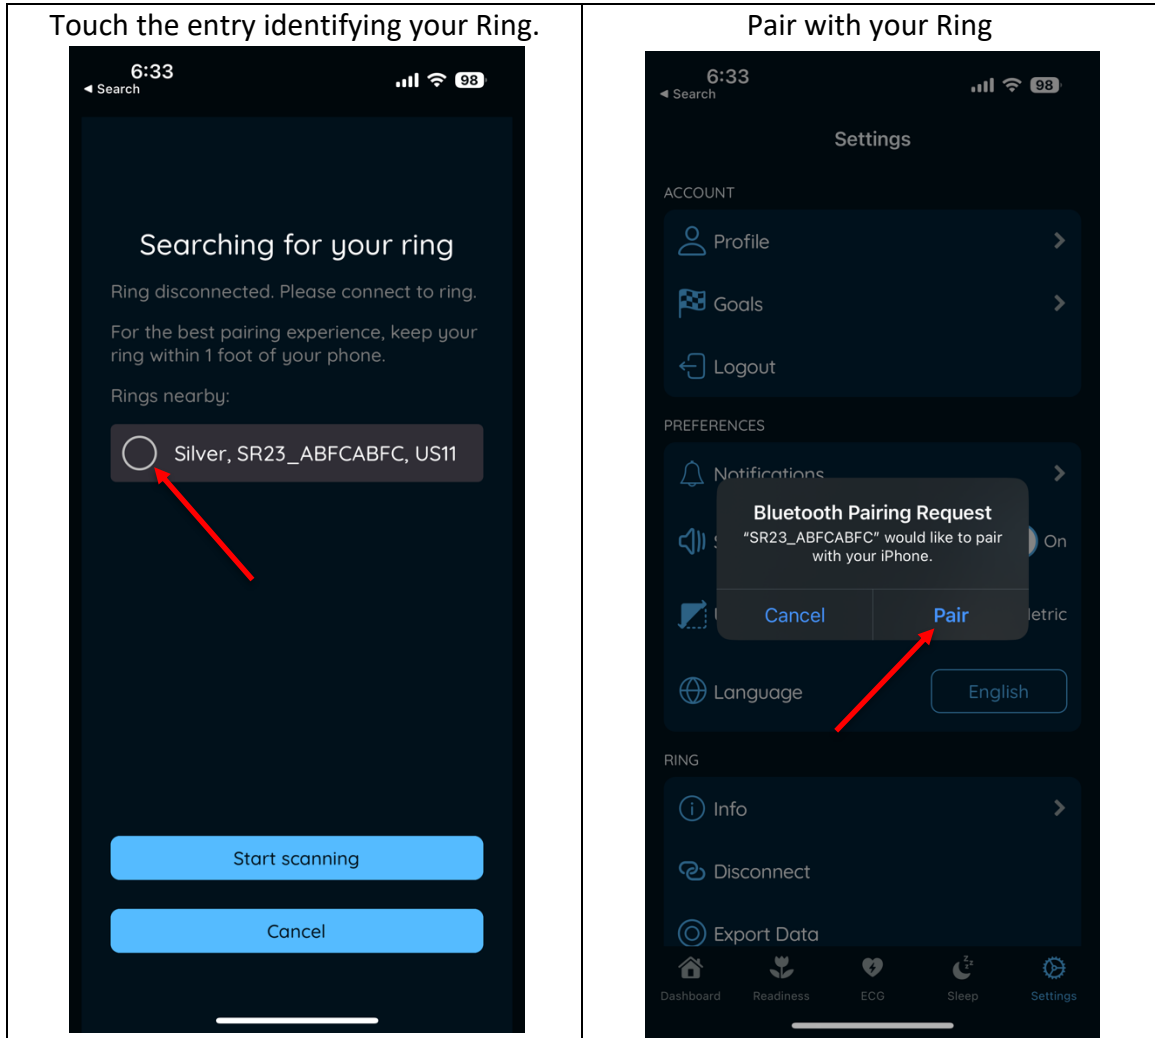 Touch the entry identifying your Ring.
6:33
98
◀ Search
Searching for your ring
Ring disconnected. Please connect to ring.
For the best pairing experience, keep your
ring within 1 foot of your phone.
Rings nearby:
Silver, SR23_ABFCABFC, US11
Start scanning
Cancel
Pair with your Ring
6:33
98
◀ Search
Settings
ACCOUNT
Profile
Goals
Logout
PREFERENCES
Notifications
Bluetooth Pairing Request
"SR23_ABFCABFC" would like to pair
with your iPhone.
On
Cancel
Pair
Language
English
RING
Info
Disconnect
Export Data
Dashboard
Readiness
ECG
Sleep
Settings